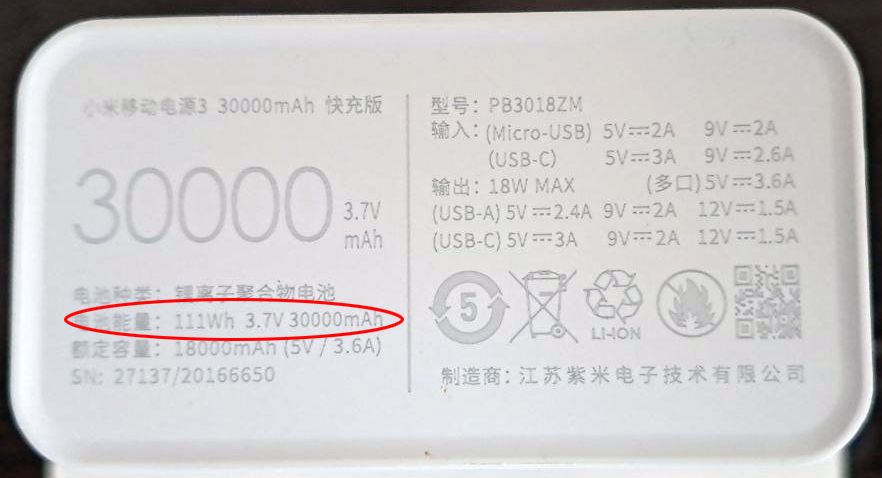 小米移动电源3 30000mAh 快充版
30000
3.7V
mAh
电池种类：锂离子聚合物电池
电池能量：111Wh 3.7V 30000mAh
额定容量：18000mAh (5V / 3.6A)
SN: 27137/20166650
型号：PB3018ZM
输入：(Micro-USB) 5V⎓2A 9V⎓2A
(USB-C) 5V⎓3A 9V⎓2.6A
输出：18W MAX (多口) 5V⎓3.6A
(USB-A) 5V⎓2.4A 9V⎓2A 12V⎓1.5A
(USB-C) 5V⎓3A 9V⎓2A 12V⎓1.5A
5
LI-ION
制造商：江苏紫米电子技术有限公司